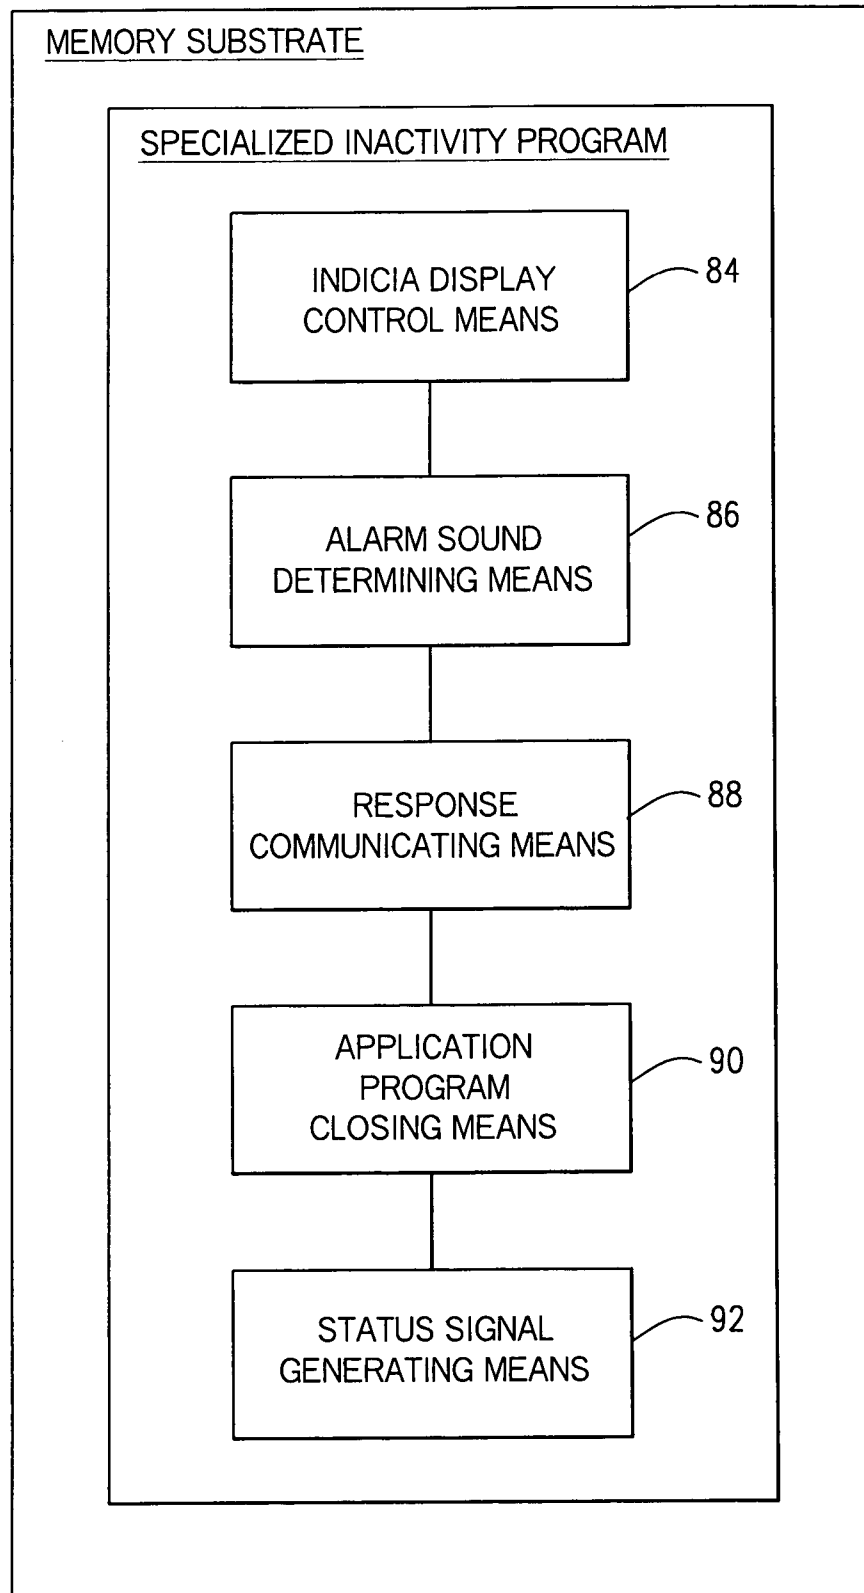 MEMORY SUBSTRATE
SPECIALIZED INACTIVITY PROGRAM
INDICIA DISPLAY
CONTROL MEANS
84
ALARM SOUND
DETERMINING MEANS
86
RESPONSE
COMMUNICATING MEANS
88
APPLICATION
PROGRAM
CLOSING MEANS
90
STATUS SIGNAL
GENERATING MEANS
92